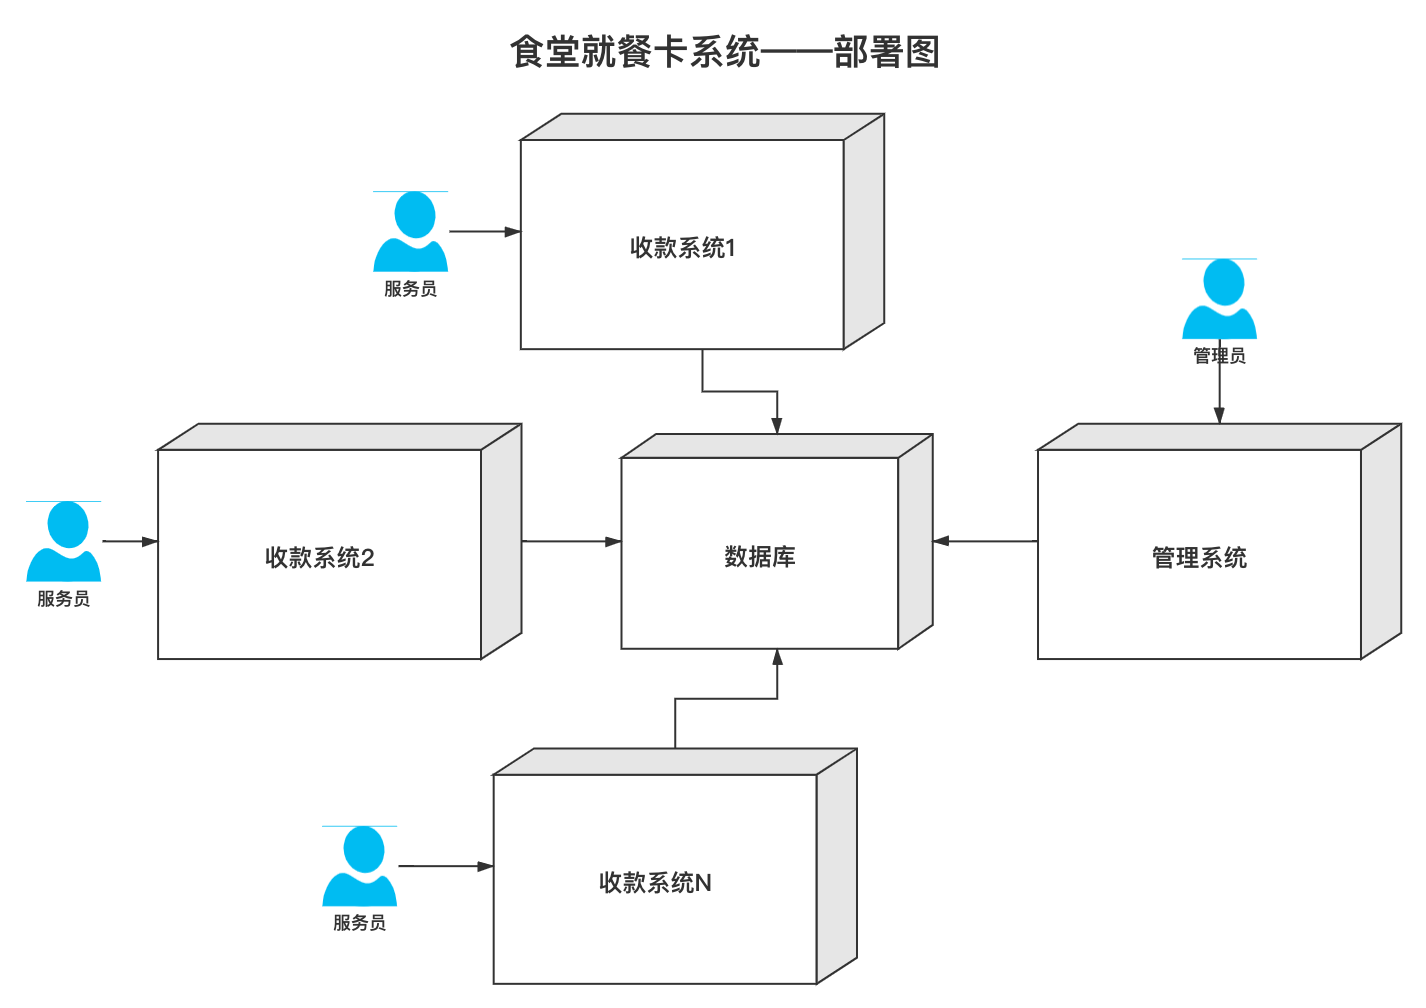 食堂就餐卡系统——部署图
收款系统1
服务员
管理员
收款系统2
数据库
管理系统
服务员
收款系统N
服务员